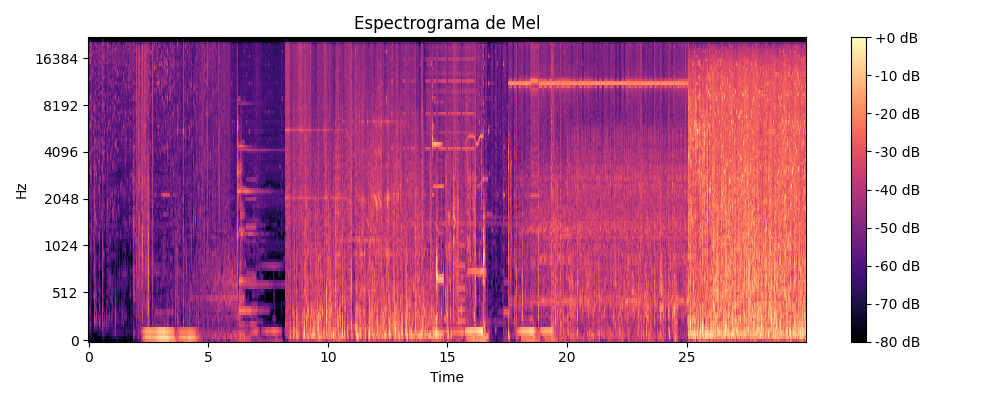 Espectrograma de Mel
Hz
16384
8192
4096
2048
1024
512
0
0 5 10 15 20 25
Time
+0 dB
-10 dB
-20 dB
-30 dB
-40 dB
-50 dB
-60 dB
-70 dB
-80 dB